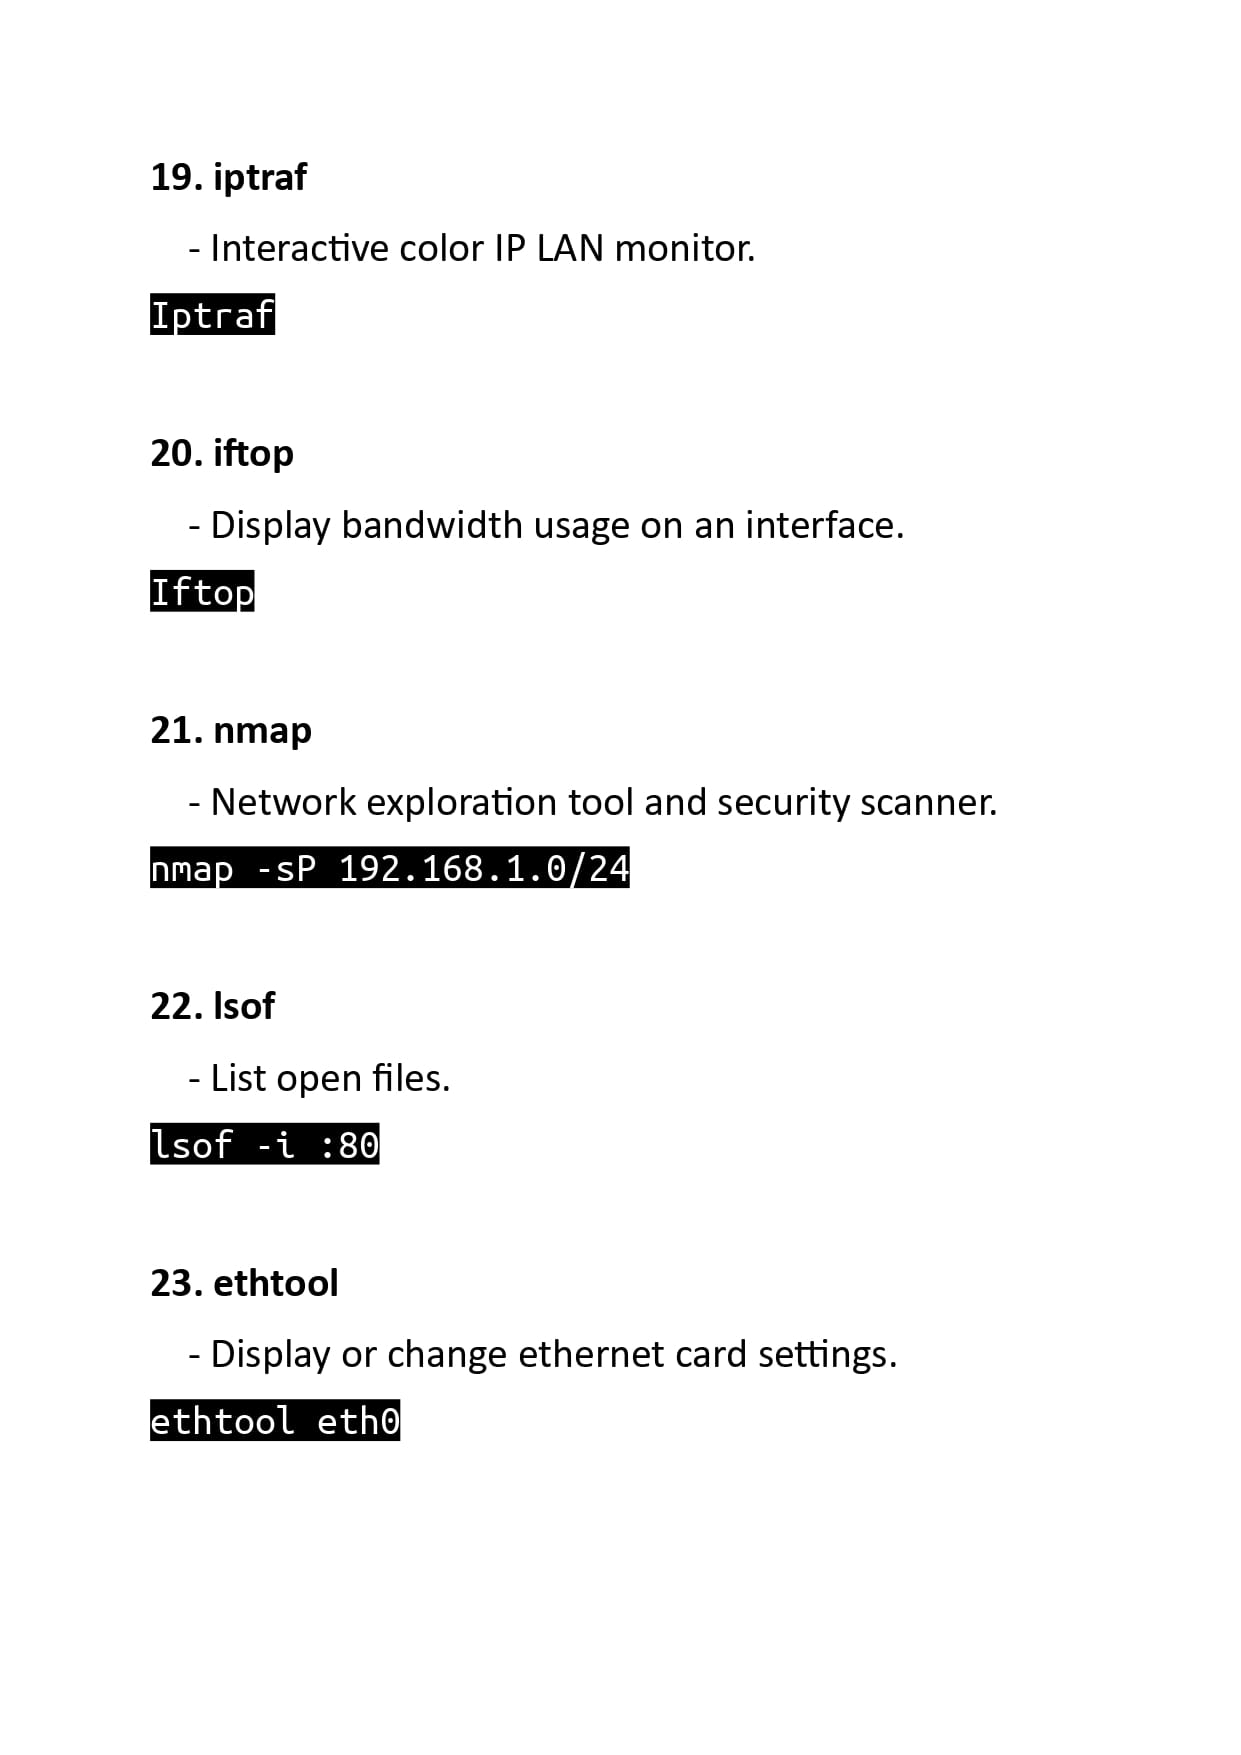 19. iptraf
- Interactive color IP LAN monitor.
Iptraf
20. iftop
- Display bandwidth usage on an interface.
Iftop
21. nmap
- Network exploration tool and security scanner.
nmap -sP 192.168.1.0/24
22. lsof
- List open files.
lsof -i :80
23. ethtool
- Display or change ethernet card settings.
ethtool eth0